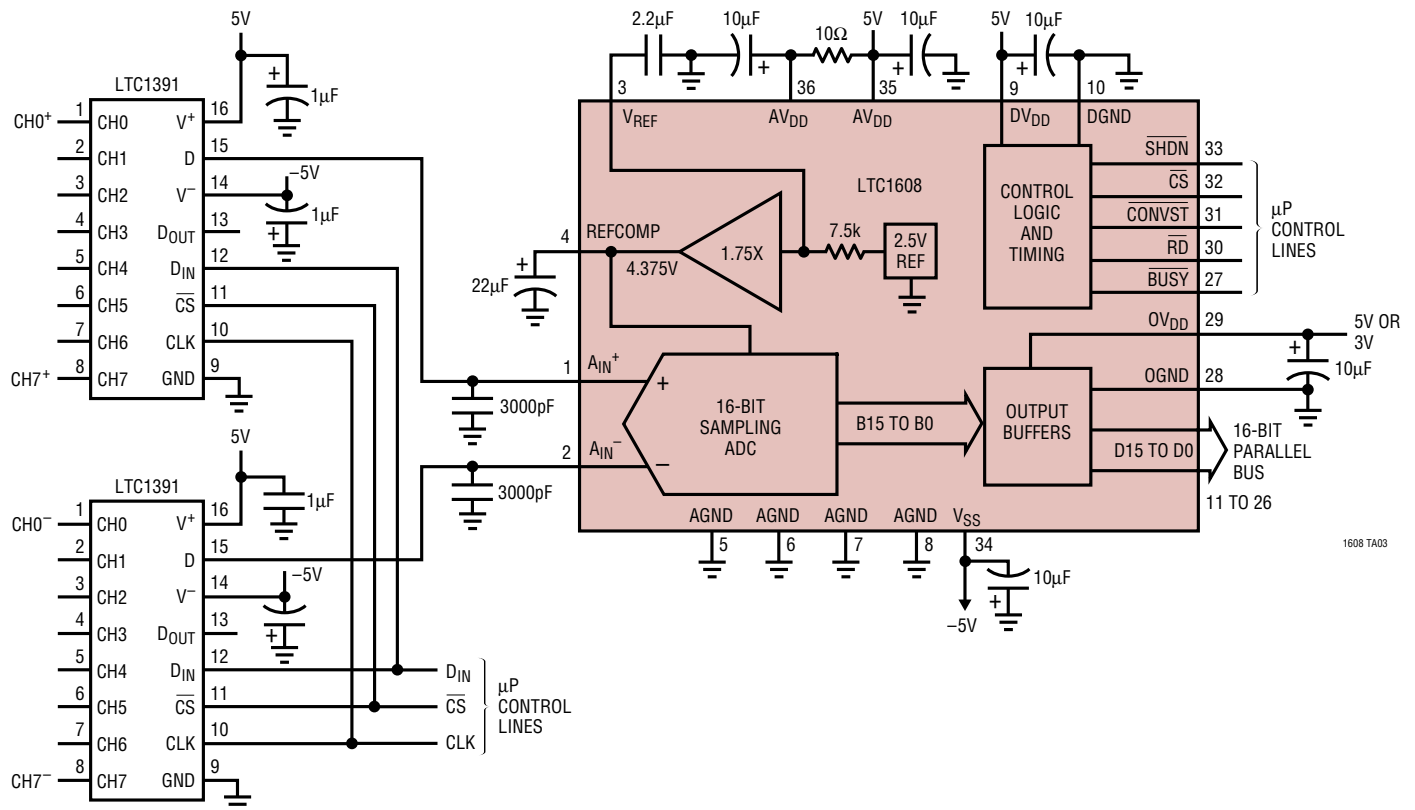 5V
1µF
LTC1391
CH0+
1 CH0 V+ 16
2 CH1 D 15
3 CH2 V− 14
−5V
1µF
4 CH3 DOUT 13
5 CH4 DIN 12
6 CH5 CS 11
7 CH6 CLK 10
CH7+
8 CH7 GND 9
5V
1µF
LTC1391
CH0−
1 CH0 V+ 16
2 CH1 D 15
3 CH2 V− 14
−5V
4 CH3 DOUT 13
5 CH4 DIN 12
6 CH5 CS 11
7 CH6 CLK 10
CH7−
8 CH7 GND 9
+
+
+
+
DIN
CS
CLK
µP
CONTROL
LINES
3000pF
3000pF
2.2µF
10µF
10Ω
5V
10µF
5V
10µF
+
+
+
3
36
35
9
10
VREF
AVDD
AVDD
DVDD
DGND
LTC1608
4 REFCOMP
4.375V
+
22µF
1.75X
7.5k
2.5V
REF
CONTROL
LOGIC
AND
TIMING
SHDN 33
CS 32
CONVST 31
RD 30
BUSY 27
µP
CONTROL
LINES
OVDD 29
5V OR
3V
+
10µF
OGND 28
1 AIN+
+
2 AIN−
−
16-BIT
SAMPLING
ADC
B15 TO B0
OUTPUT
BUFFERS
D15 TO D0
16-BIT
PARALLEL
BUS
11 TO 26
AGND
AGND
AGND
AGND
VSS
5
6
7
8
34
10µF
+
−5V
1608 TA03